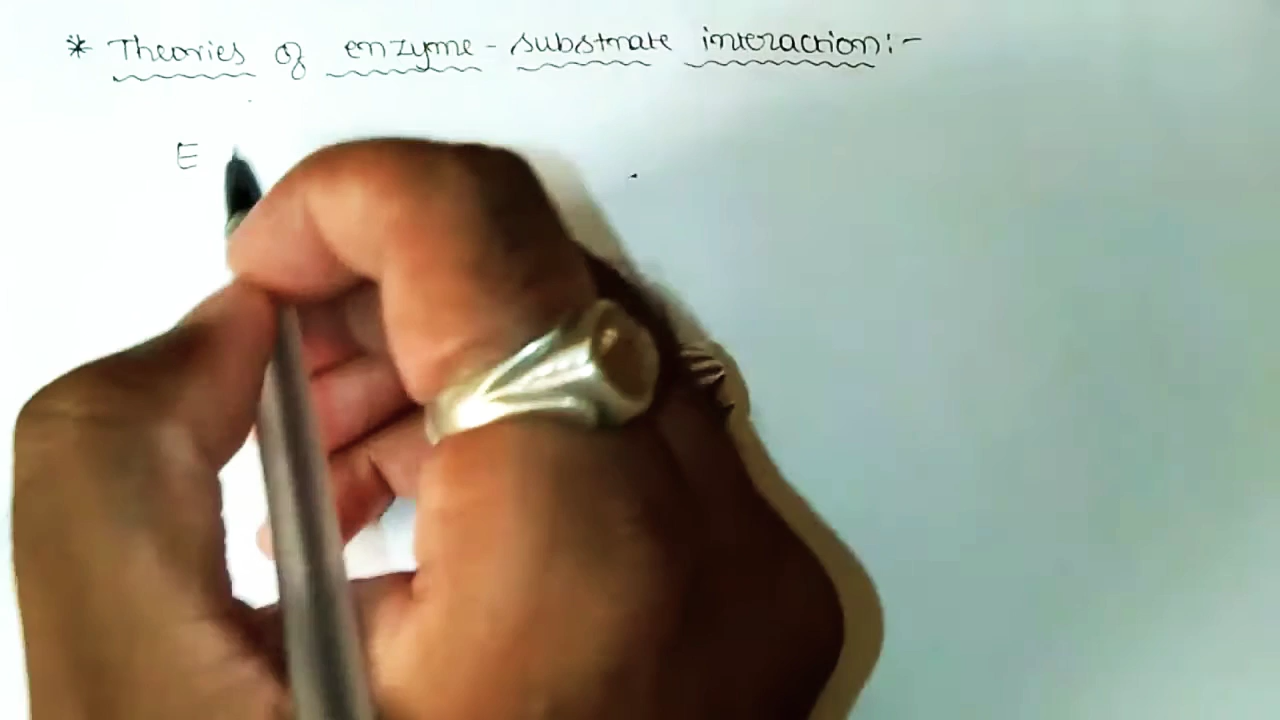 * Theories of enzyme - substrate interaction:-
E